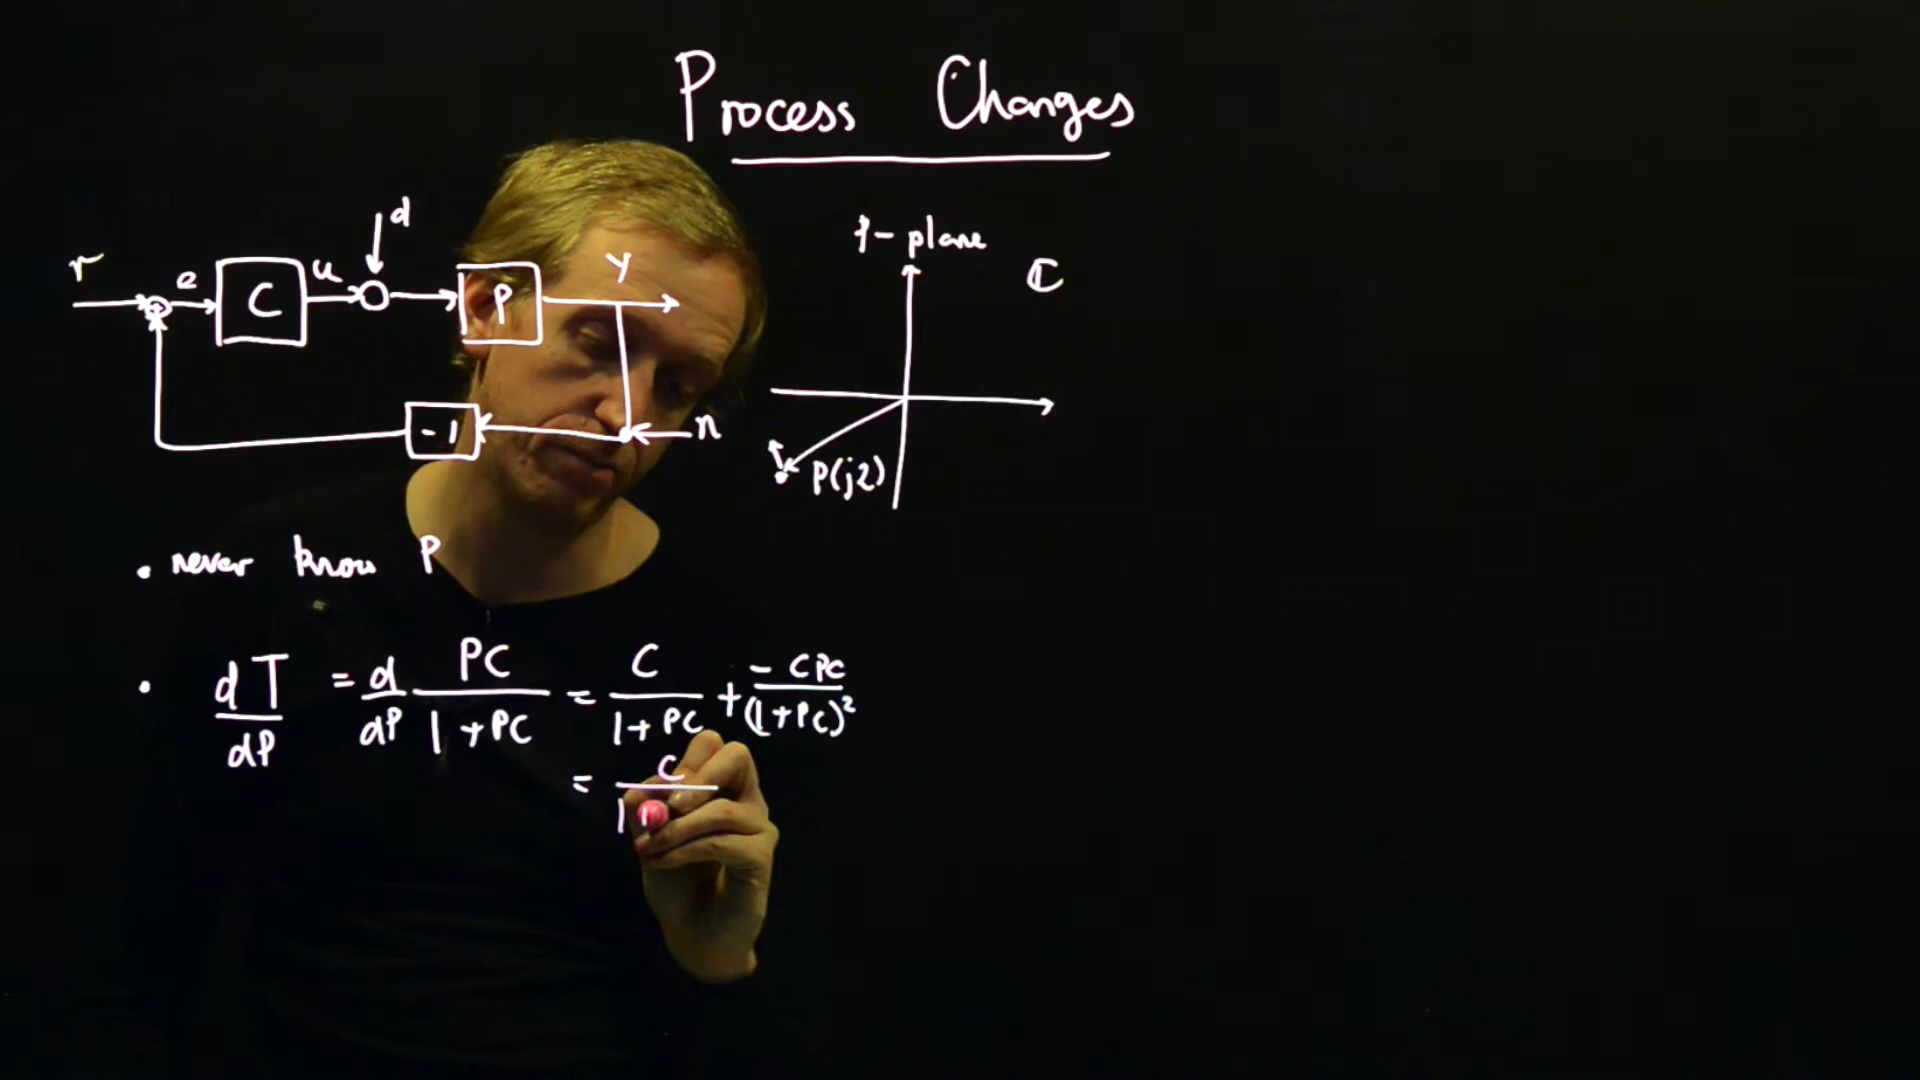 Process Changes
d
r e C u P y
-1 n
P-plane
ℂ
P(j2)
• never know P
• dT/dP = d/dP PC/(1+PC) = C/(1+PC) + -CPC/(1+PC)²
= C/1